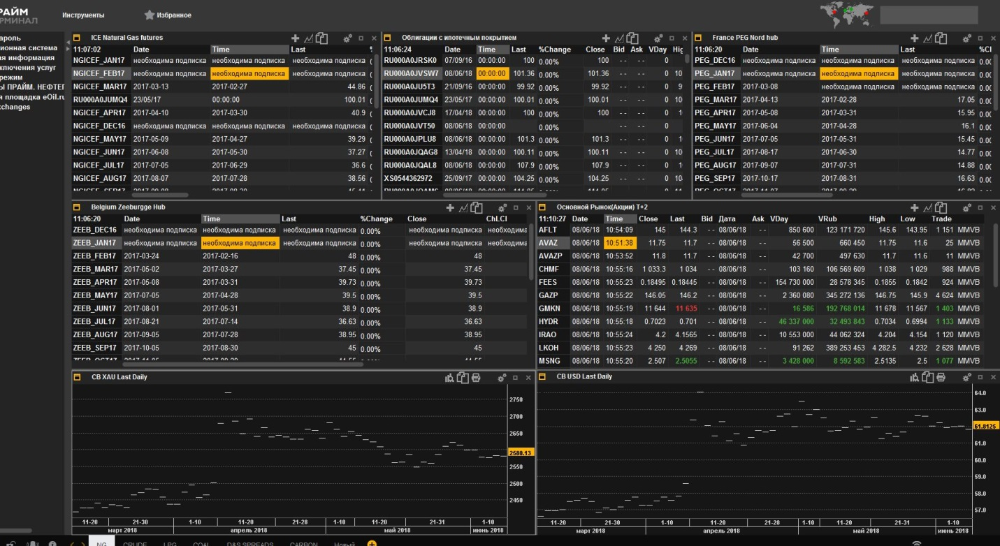 РАЙМ
РМИНАЛ
Инструменты
Избранное
ароль
ионная система
ая информация
ключения услуг
режим
Ы ПРАЙМ. НЕФТЕГ
я площадка eOil.ru
xchanges
ICE Natural Gas futures
11:07:02 Date Time Last
NGICEF_JAN17 необходима подписка необходима подписка необходима подписка
NGICEF_FEB17 необходима подписка необходима подписка необходима подписка
NGICEF_MAR17 2017-03-13 2017-02-27 44.86
RU000A0JUMQ4 23/05/17 00:00:00 100.01
NGICEF_APR17 2017-04-10 2017-03-30 40.9
NGICEF_DEC16 необходима подписка необходима подписка необходима подписка
NGICEF_MAY17 2017-05-09 2017-04-27 39.29
NGICEF_JUN17 2017-06-08 2017-05-30 37.27
NGICEF_JUL17 2017-07-05 2017-06-29 36.6
NGICEF_AUG17 2017-08-07 2017-07-28 38.56
Облигации с ипотечным покрытием
11:06:24 Date Time Last %Change Close Bid Ask VDay Hig
RU000A0JRSK0 07/09/16 00:00:00 100 0.00% 100 - - - - 0
RU000A0JVSW7 08/06/18 00:00:00 101.36 0.00% 101.36 - - - - 0 10
RU000A0JU5T3 21/09/16 00:00:00 99.92 0.00% 99.92 - - - - 0 9
RU000A0JUMQ4 23/05/17 00:00:00 100.01 0.00% 100.01 - - - - 0 10
RU000A0JVCJ8 17/04/18 00:00:00 100 0.00% 100 - - - - 0
RU000A0JVT50 08/06/18 00:00:00 0.00% - - - - 0
RU000A0JPLU8 08/06/18 00:00:00 101.3 0.00% 101.3 - - - - 0 1
RU000A0JQAG8 13/04/18 00:00:00 100.11 0.00% 100.11 - - - - 0 10
RU000A0JQAL8 08/06/18 00:00:00 107.9 0.00% 107.9 - - - - 0 1
XS0544362972 25/09/17 00:00:00 104.25 0.00% 104.25 - - - - 0 10
France PEG Nord hub
11:06:20 Date Time Last %Cl
PEG_DEC16 необходима подписка необходима подписка необходима подписка 0.00
PEG_JAN17 необходима подписка необходима подписка необходима подписка 0.00
PEG_FEB17 2017-03-08 необходима подписка необходима подписка 0.00
PEG_MAR17 2017-04-13 2017-02-28 17.05 0.00
PEG_APR17 2017-05-08 2017-03-31 15.95 0.00
PEG_MAY17 2017-06-04 2017-04-28 16.1 0.00
PEG_JUN17 2017-07-05 2017-05-31 15.45 0.00
PEG_JUL17 2017-08-17 2017-06-30 14.77 0.00
PEG_AUG17 2017-09-07 2017-07-31 14.88 0.00
PEG_SEP17 2017-10-17 2017-08-31 16.63 0.00
Belgium Zeeburgge Hub
11:06:20 Date Time Last %Change Close ChLCl
ZEEB_DEC16 необходима подписка необходима подписка необходима подписка 0.00% необходима подписка необходима
ZEEB_JAN17 необходима подписка необходима подписка необходима подписка 0.00% необходима подписка необходима
ZEEB_FEB17 2017-03-24 2017-02-16 48 0.00% 48
ZEEB_MAR17 2017-05-02 2017-03-27 37.45 0.00% 37.45
ZEEB_APR17 2017-05-08 2017-03-31 39.73 0.00% 39.73
ZEEB_MAY17 2017-07-05 2017-04-28 39.5 0.00% 39.5
ZEEB_JUN17 2017-08-01 2017-05-31 38.9 0.00% 38.9
ZEEB_JUL17 2017-08-21 2017-07-14 36.63 0.00% 36.63
ZEEB_AUG17 2017-09-05 2017-07-28 38.95 0.00% 38.95
ZEEB_SEP17 2017-10-05 2017-08-30 45 0.00% 45
Основной Рынок(Акции) Т+2
11:10:27 Date Time Close Last Bid Дата Ask VDay VRub High Low Trade
AFLT 08/06/18 10:54:09 145 144.3 - - 08/06/18 - - 850 600 123 171 720 145.6 143.95 1 151 MMVB
AVAZ 08/06/18 10:51:38 11.75 11.7 - - 08/06/18 - - 56 500 660 450 11.75 11.6 25 MMVB
AVAZP 08/06/18 10:53:52 11.8 11.7 - - 08/06/18 - - 42 700 497 630 11.7 11.6 11 MMVB
CHMF 08/06/18 10:55:16 1 033.3 1 034 - - 08/06/18 - - 103 160 106 569 609 1 038 1 029 988 MMVB
FEES 08/06/18 10:55:23 0.18495 0.18445 - - 08/06/18 - - 154 730 000 28 578 345 0.1855 0.1842 924 MMVB
GAZP 08/06/18 10:55:22 146.05 146.2 - - 08/06/18 - - 2 360 080 345 272 136 146.75 145.9 4 624 MMVB
GMKN 08/06/18 10:55:19 11 644 11 635 - - 08/06/18 - - 16 586 192 768 014 11 678 11 567 1 403 MMVB
HYDR 08/06/18 10:55:18 0.7023 0.701 - - 08/06/18 - - 46 337 000 32 493 843 0.7034 0.6994 1 133 MMVB
IRAO 08/06/18 10:55:24 4.2 4.1565 - - 08/06/18 - - 10 553 000 44 062 324 4.204 4.154 1 120 MMVB
LKOH 08/06/18 10:55:23 4 250 4 269 - - 08/06/18 - - 91 262 389 253 453 4 282.5 4 232 2 628 MMVB
MSNG 08/06/18 10:55:20 2.507 2.5055 - - 08/06/18 - - 3 428 000 8 592 583 2.5135 2.5 1 077 MMVB
CB XAU Last Daily
2750
2700
2650
2580.13
2550
2500
2450
11-20 21-30 1-10 11-20 21-28 1-10 11-20 21-31 1-10
март 2018 апрель 2018 май 2018 июнь 2018
CB USD Last Daily
64.0
63.0
61.8125
61.0
60.0
59.0
58.0
57.0
11-20 21-30 1-10 11-20 21-28 1-10 11-20 21-31 1-10
март 2018 апрель 2018 май 2018 июнь 2018
NG CRUDE LPG COAL D&S SPREADS CARBON Новый